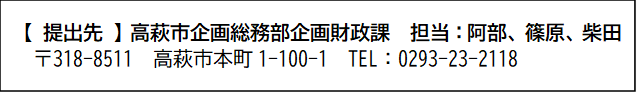 【 提出先 】高萩市企画総務部企画財政課　担当:阿部、篠原、柴田
〒318-8511　高萩市本町 1-100-1　TEL:0293-23-2118